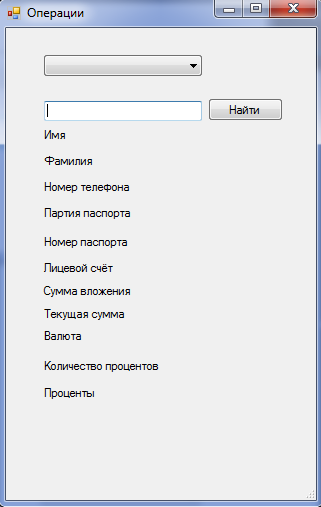 Операции
Найти
Имя
Фамилия
Номер телефона
Партия паспорта
Номер паспорта
Лицевой счёт
Сумма вложения
Текущая сумма
Валюта
Количество процентов
Проценты